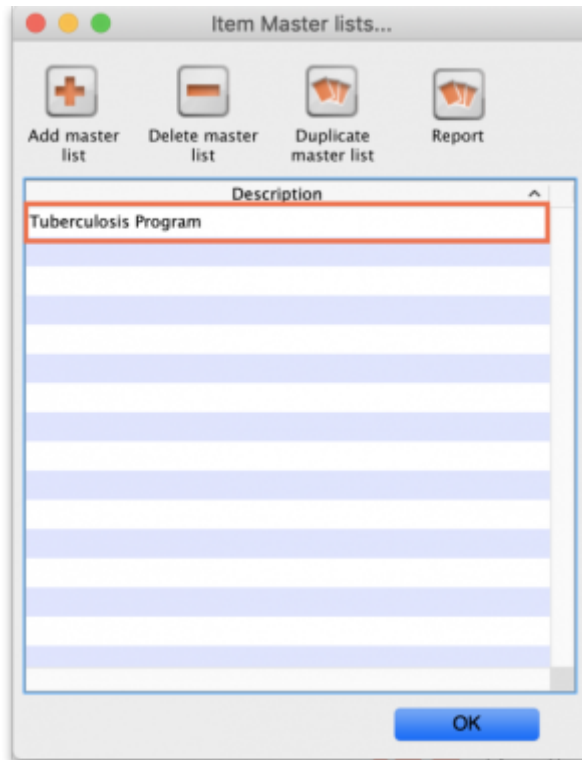 Item Master lists...
Add master list
Delete master list
Duplicate master list
Report
Description
Tuberculosis Program
OK